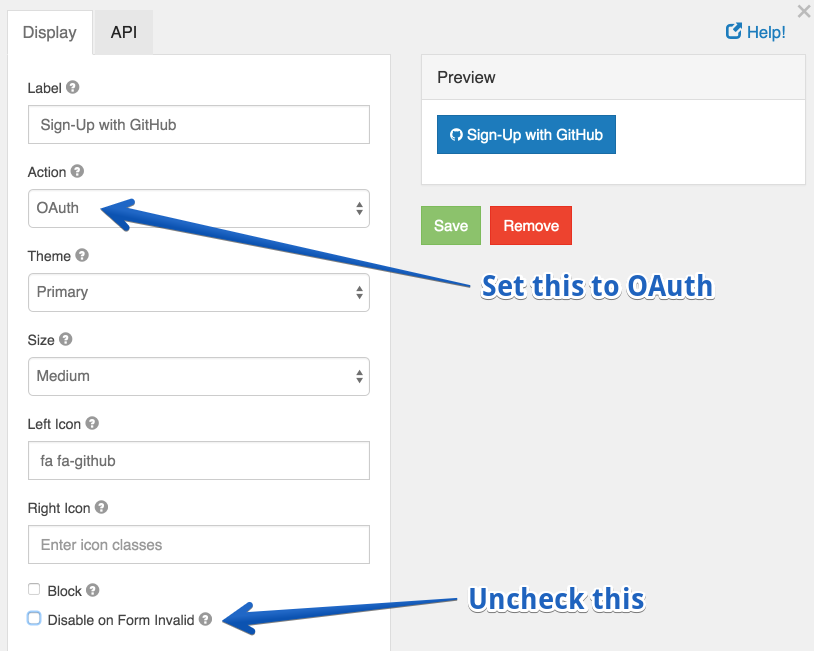 Display
API
Help!
Label
Sign-Up with GitHub
Action
OAuth
Theme
Primary
Size
Medium
Left Icon
fa fa-github
Right Icon
Enter icon classes
Block
Disable on Form Invalid
Preview
Sign-Up with GitHub
Save
Remove
Set this to OAuth
Uncheck this